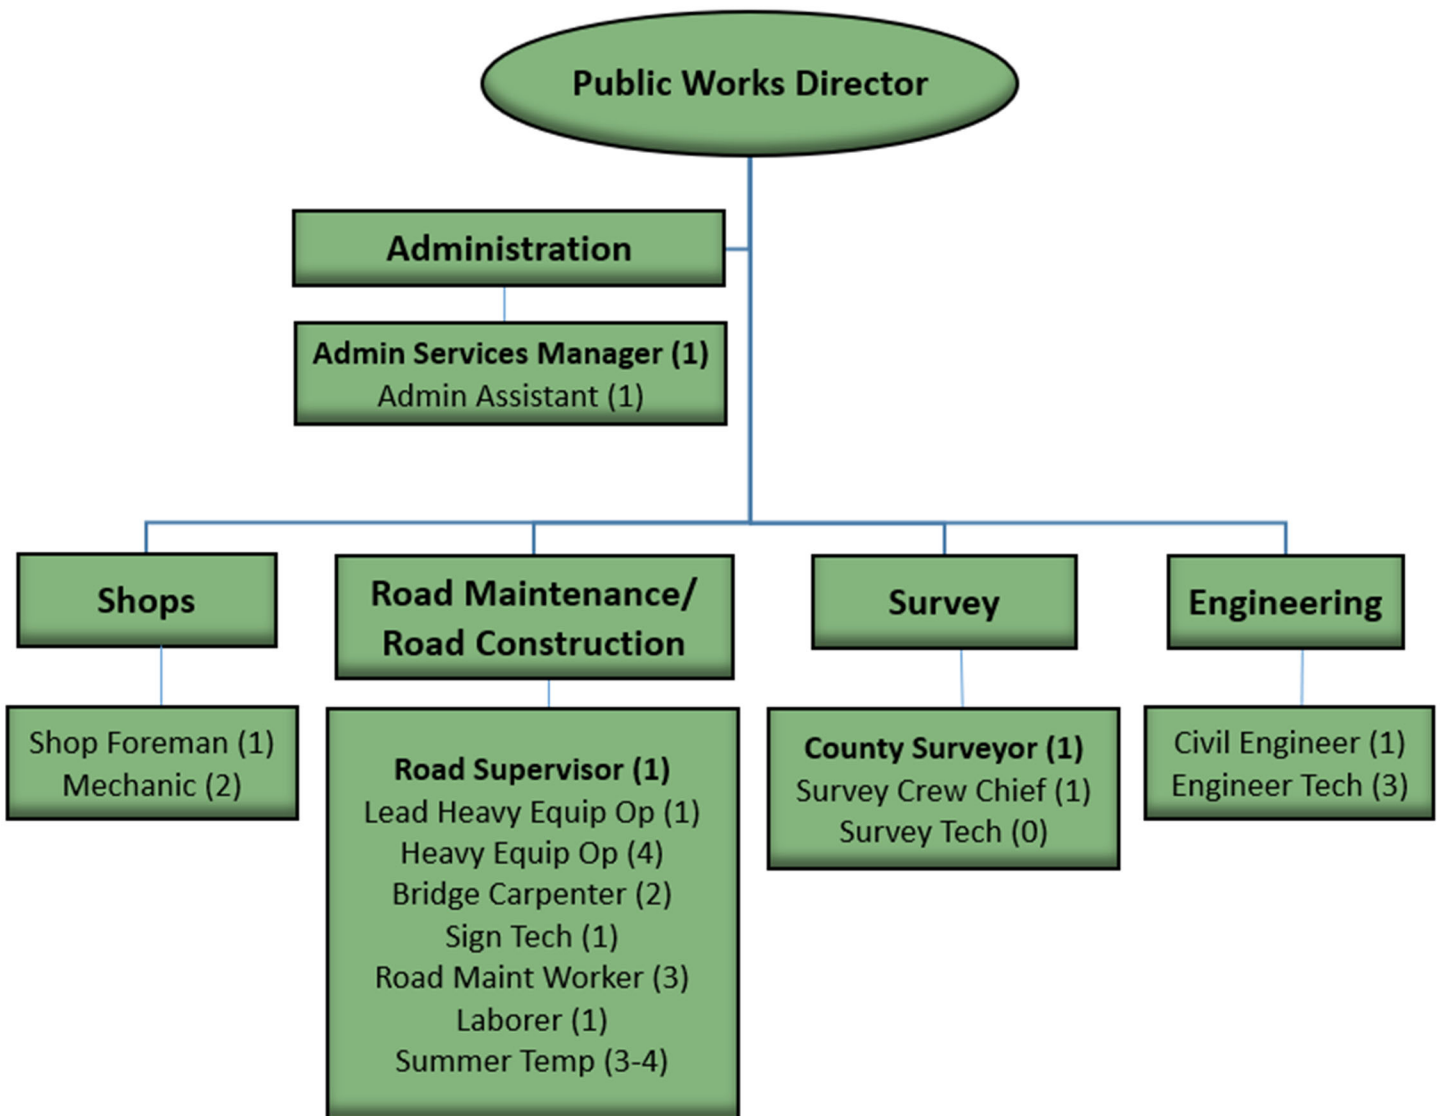 Public Works Director
Administration
Admin Services Manager (1)
Admin Assistant (1)
Shops
Shop Foreman (1)
Mechanic (2)
Road Maintenance/
Road Construction
Road Supervisor (1)
Lead Heavy Equip Op (1)
Heavy Equip Op (4)
Bridge Carpenter (2)
Sign Tech (1)
Road Maint Worker (3)
Laborer (1)
Summer Temp (3-4)
Survey
County Surveyor (1)
Survey Crew Chief (1)
Survey Tech (0)
Engineering
Civil Engineer (1)
Engineer Tech (3)